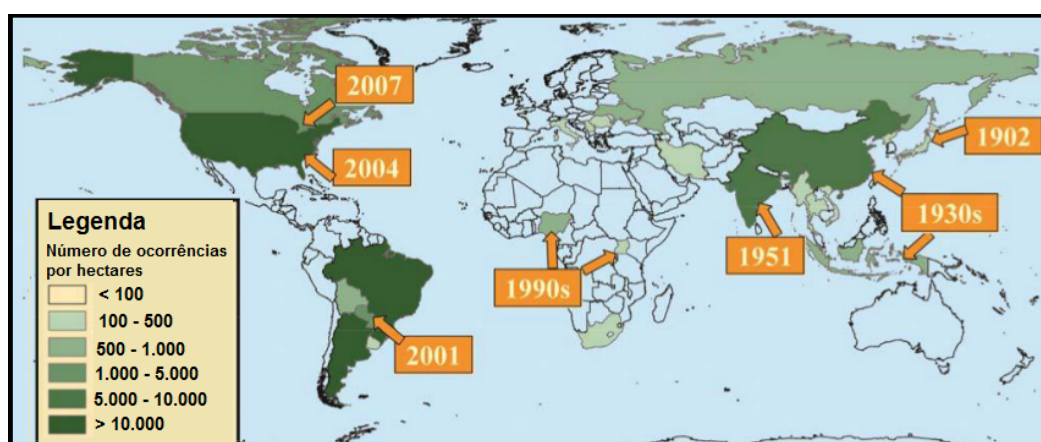 2007
2004
1902
1930s
1951
1990s
2001
Legenda
Número de ocorrências
por hectares
< 100
100 - 500
500 - 1.000
1.000 - 5.000
5.000 - 10.000
> 10.000